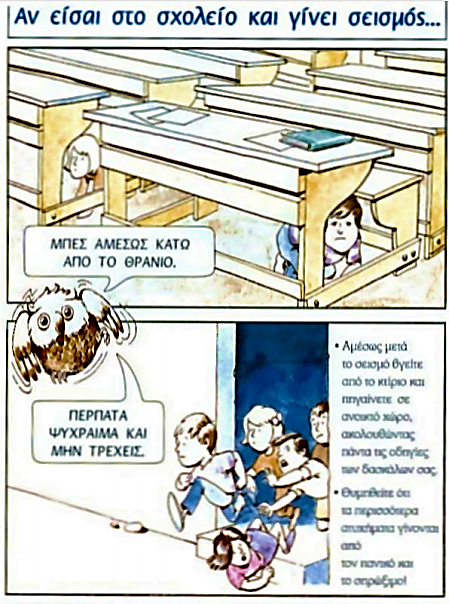 Αν είσαι στο σχολείο και γίνει σεισμός...
ΜΠΕΣ ΑΜΕΣΩΣ ΚΑΤΩ
ΑΠΟ ΤΟ ΘΡΑΝΙΟ.
ΠΕΡΠΑΤΑ
ΨΥΧΡΑΙΜΑ ΚΑΙ
ΜΗΝ ΤΡΕΧΕΙΣ.
• Αμέσως μετά
το σεισμό βγείτε
από το κτίριο και
πηγαίνετε σε
ανοικτό χώρο,
ακολουθώντας
πάντα τις οδηγίες
των δασκάλων σας.
• Θυμηθείτε ότι
τα περισσότερα
ατυχήματα γίνονται
από
τον πανικό και
το σπρώξιμο!